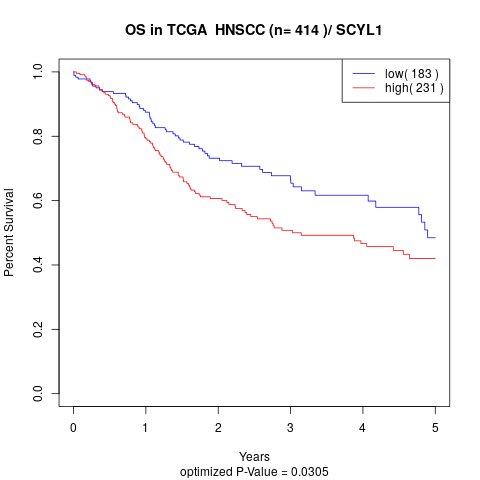 OS in TCGA HNSCC (n= 414 )/ SCYL1
low( 183 )
high( 231 )
Percent Survival
1.0
0.8
0.6
0.4
0.2
0.0
0 1 2 3 4 5
Years
optimized P-Value = 0.0305